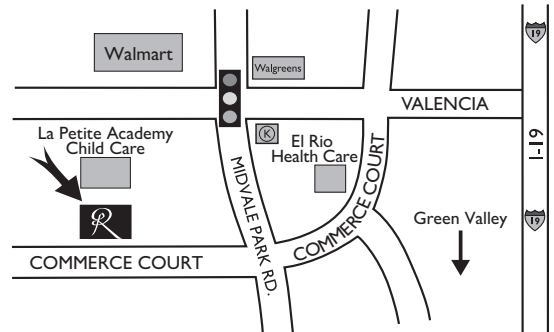 19
Walmart
Walgreens
VALENCIA
La Petite Academy
Child Care
K
El Rio
Health Care
I-19
MIDVALE PARK RD.
COMMERCE COURT
R
Green Valley
19
COMMERCE COURT